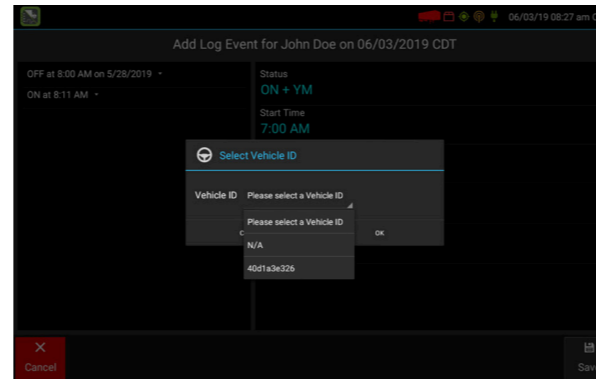 06/03/19 08:27 am
Add Log Event for John Doe on 06/03/2019 CDT
OFF at 8:00 AM on 5/28/2019
ON at 8:11 AM
Status
ON + YM
Start Time
7:00 AM
Select Vehicle ID
Vehicle ID Please select a Vehicle ID
Please select a Vehicle ID
OK
N/A
40d1a3e326
Cancel